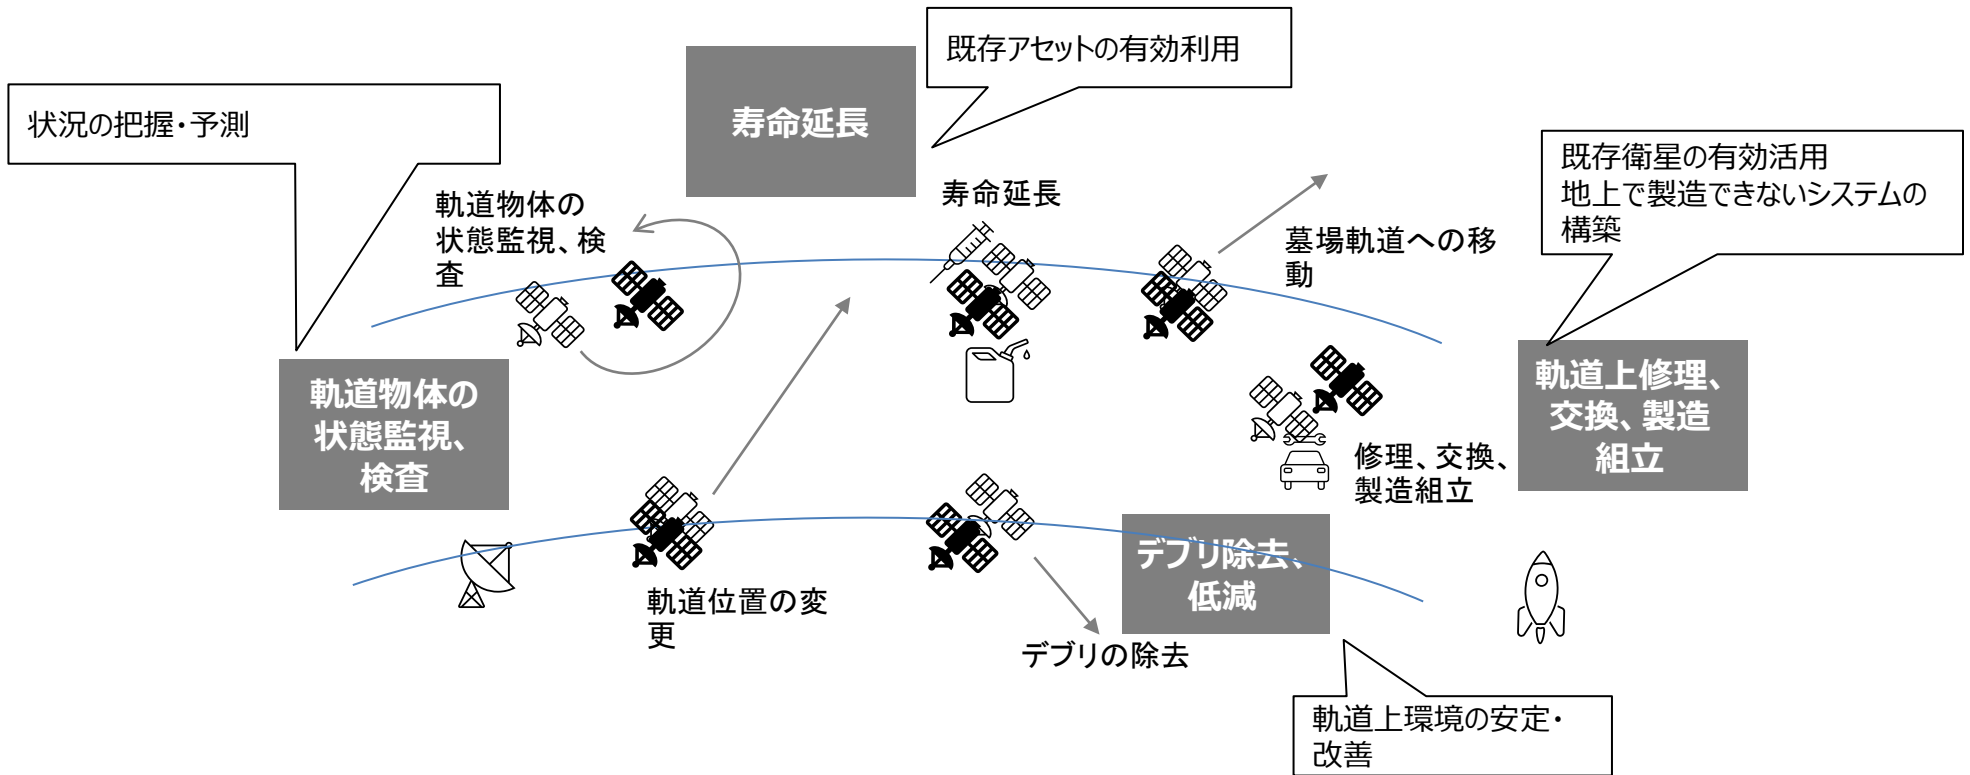 既存アセットの有効利用
寿命延長
状況の把握・予測
既存衛星の有効活用
地上で製造できないシステムの
構築
軌道物体の
状態監視、検
査
寿命延長
墓場軌道への移
動
軌道物体の
状態監視、
検査
軌道上修理、
交換、製造
組立
修理、交換、
製造組立
デブリ除去、
低減
軌道位置の変
更
デブリの除去
軌道上環境の安定・
改善